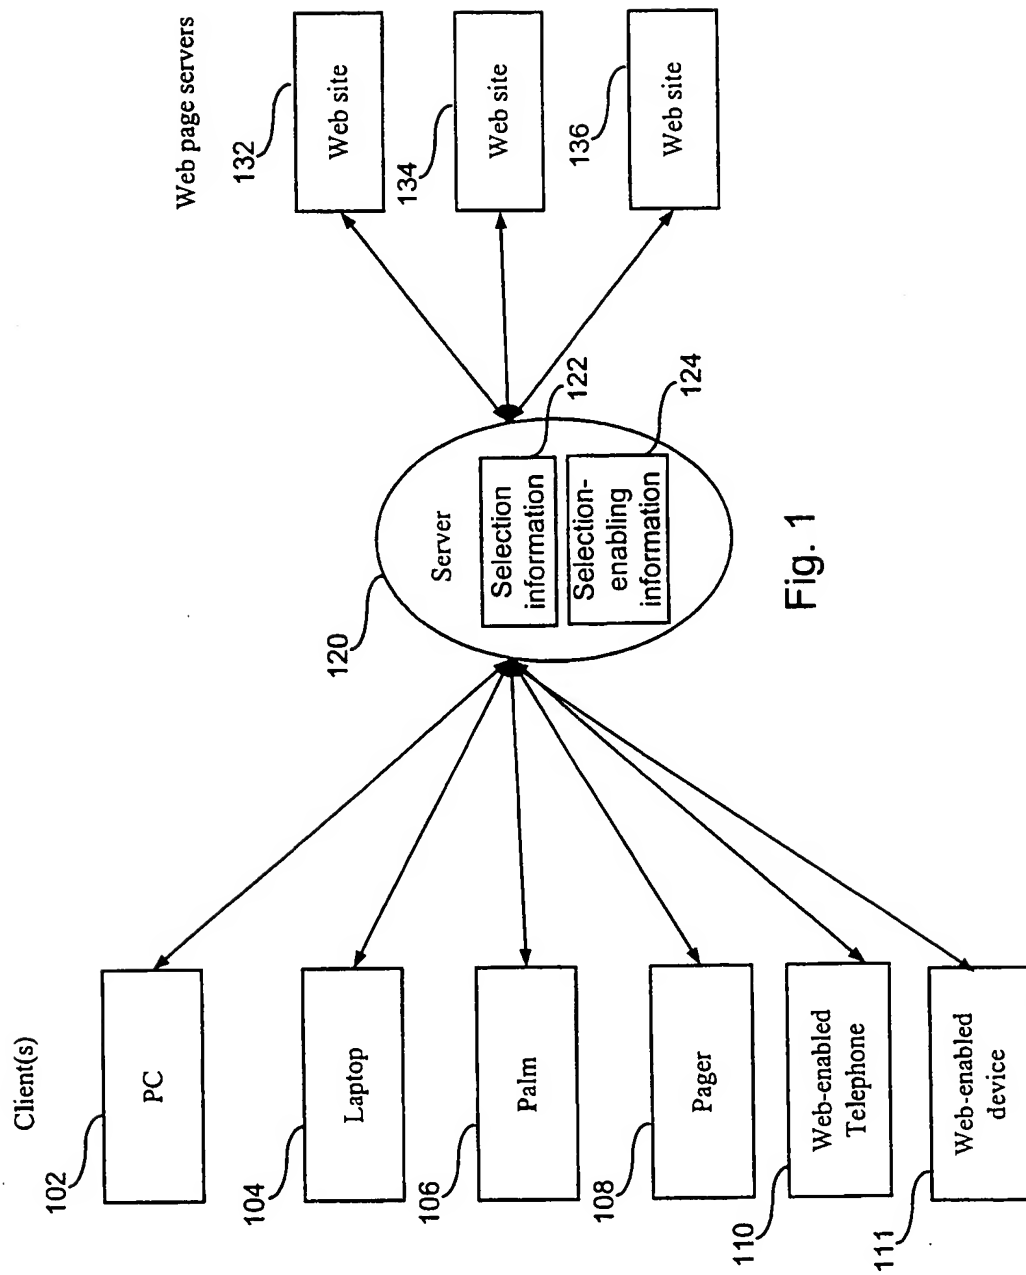 Client(s)
102
PC
104
Laptop
106
Palm
108
Pager
110
Web-enabled
Telephone
111
Web-enabled
device
120
Server
Selection
information
122
Selection-
enabling
information
124
Web page servers
132
Web site
134
Web site
136
Web site
Fig. 1